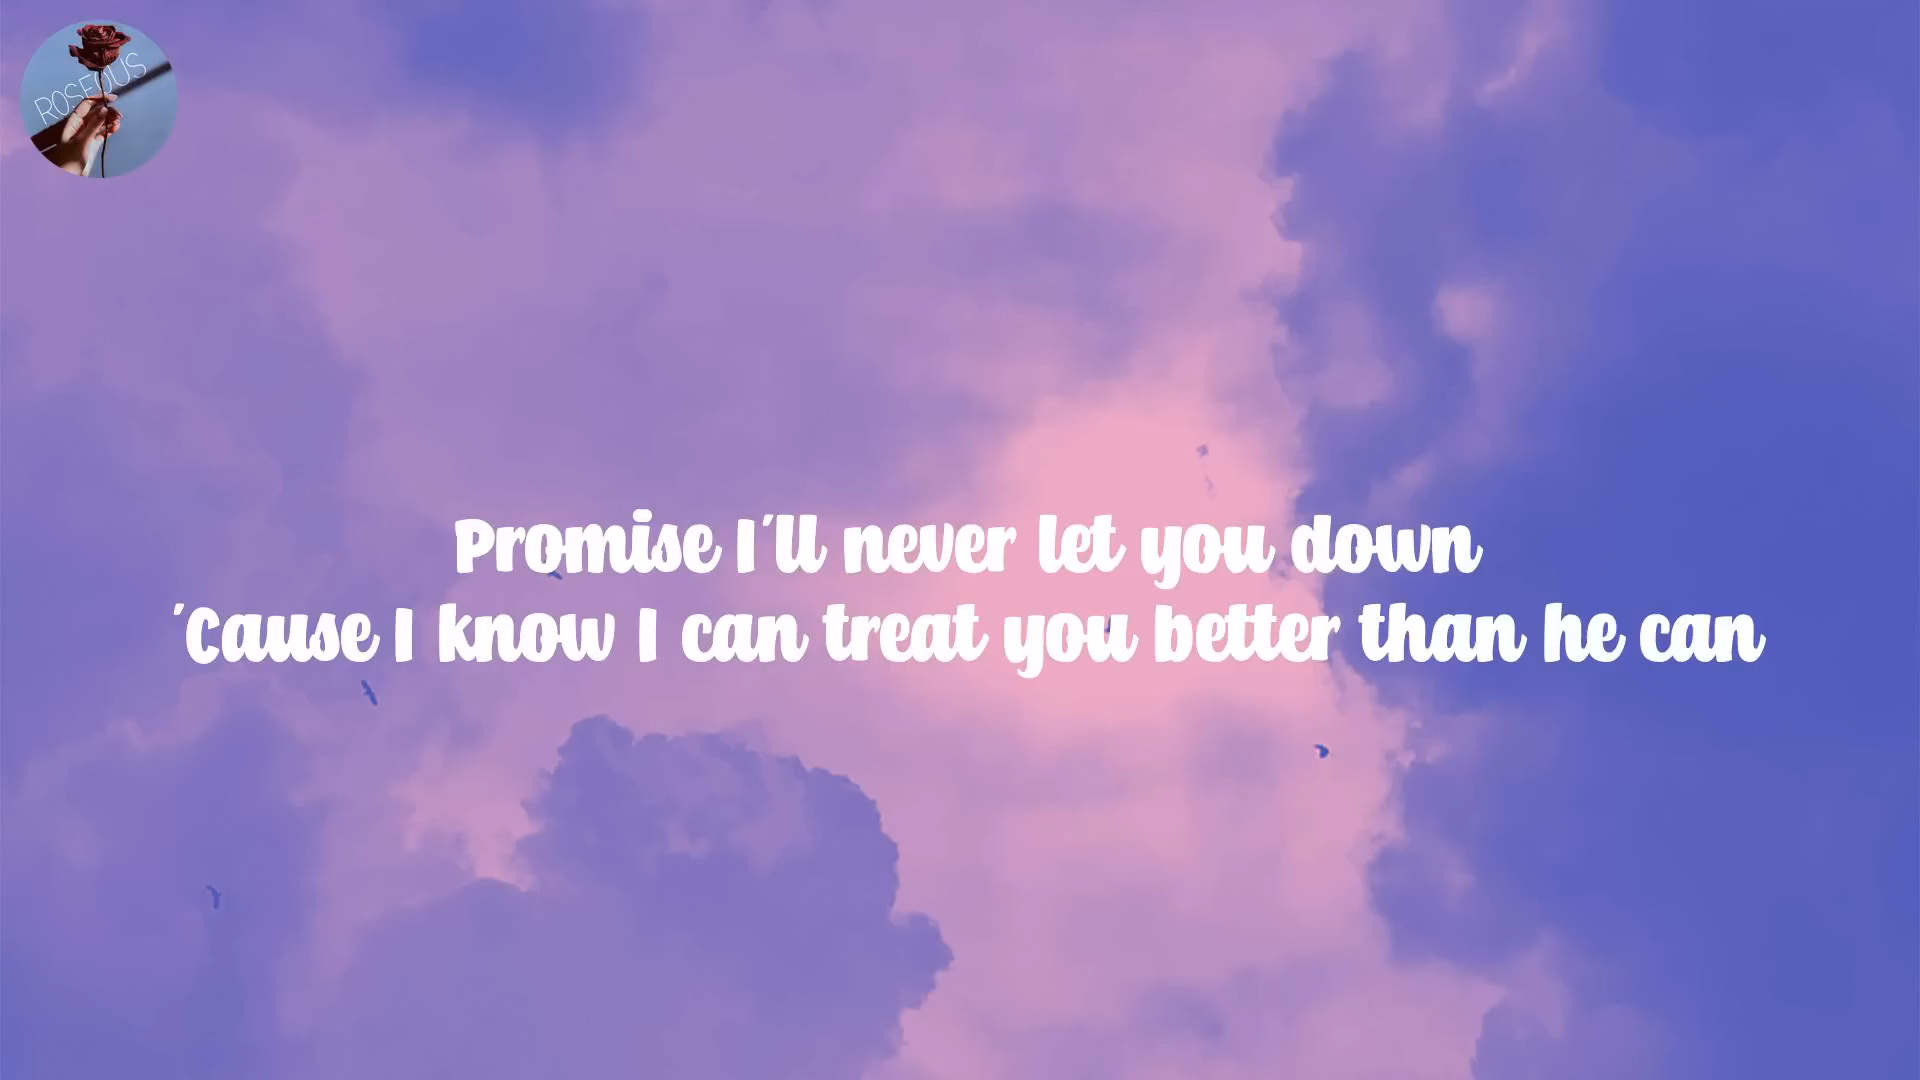 ROSEOUS
Promise I'll never let you down
'Cause I know I can treat you better than he can